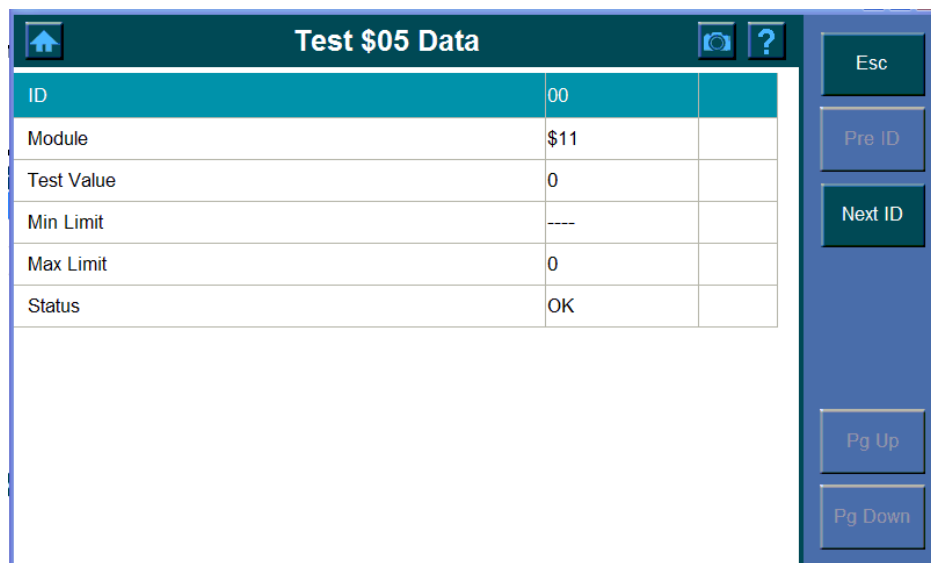 Test $05 Data
?
Esc
ID 00
Module $11
Pre ID
Test Value 0
Min Limit ----
Next ID
Max Limit 0
Status OK
Pg Up
Pg Down